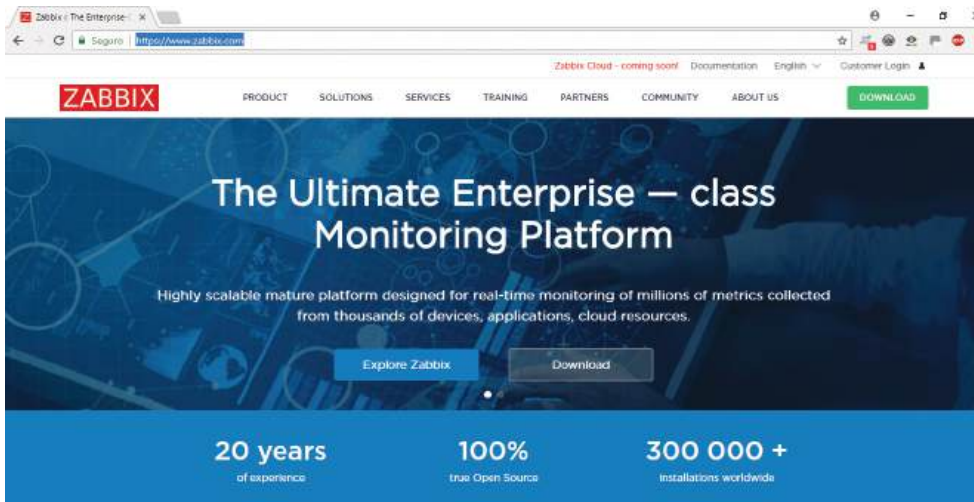 Zabbix :: The Enterprise-C
Seguro | https://www.zabbix.com
Zabbix Cloud - coming soon! Documentation English Customer Login
ZABBIX PRODUCT SOLUTIONS SERVICES TRAINING PARTNERS COMMUNITY ABOUT US DOWNLOAD
The Ultimate Enterprise — class
Monitoring Platform
Highly scalable mature platform designed for real-time monitoring of millions of metrics collected
from thousands of devices, applications, cloud resources.
Explore Zabbix Download
20 years 100% 300 000 +
of experience true Open Source Installations worldwide